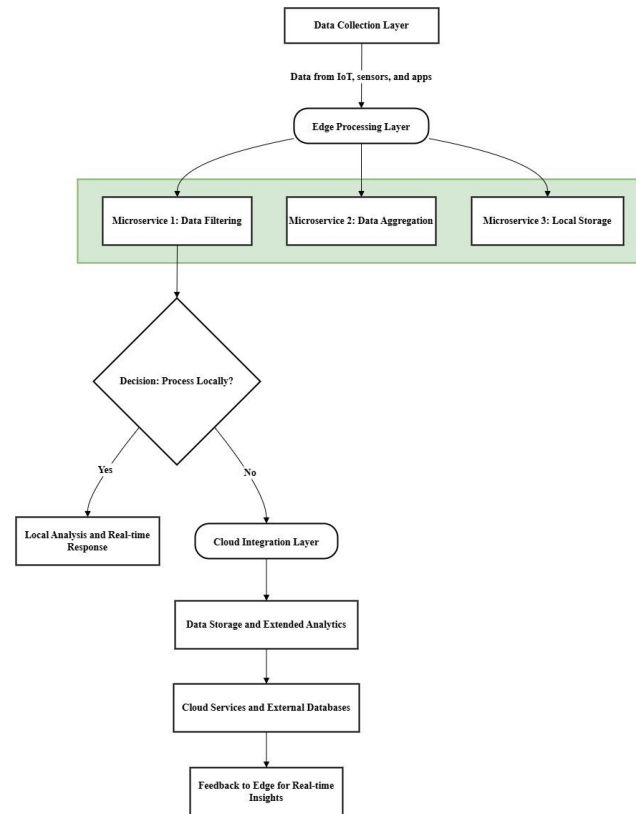 Data Collection Layer
Data from IoT, sensors, and apps
Edge Processing Layer
Microservice 1: Data Filtering
Microservice 2: Data Aggregation
Microservice 3: Local Storage
Decision: Process Locally?
Yes
No
Local Analysis and Real-time
Response
Cloud Integration Layer
Data Storage and Extended Analytics
Cloud Services and External Databases
Feedback to Edge for Real-time
Insights